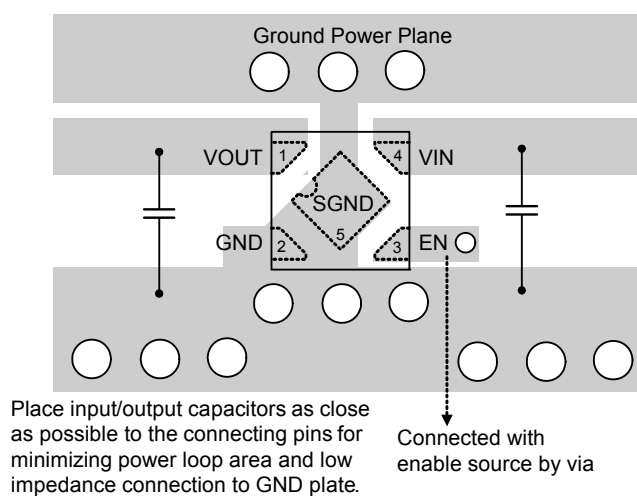 Ground Power Plane
VOUT 1 4 VIN
SGND
GND 2 5 3 EN
Place input/output capacitors as close
as possible to the connecting pins for
minimizing power loop area and low
impedance connection to GND plate.
Connected with
enable source by via